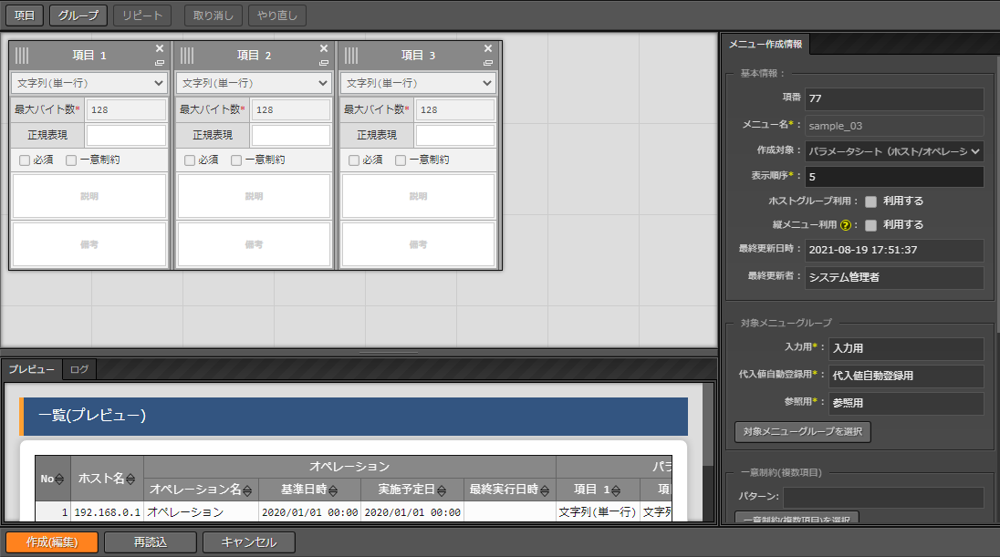 項目 グループ リピート 取り消し やり直し
項目 1 項目 2 項目 3
文字列(単一行) 文字列(単一行) 文字列(単一行)
最大バイト数* 128 最大バイト数* 128 最大バイト数* 128
正規表現 正規表現 正規表現
必須 一意制約 必須 一意制約 必須 一意制約
説明 説明 説明
備考 備考 備考
プレビュー ログ
一覧(プレビュー)
オペレーション パラ
No ホスト名 オペレーション名 基準日時 実施予定日 最終実行日時 項目 1 項
1 192.168.0.1 オペレーション 2020/01/01 00:00 2020/01/01 00:00 文字列(単一行) 文字列
作成(編集) 再読込 キャンセル
メニュー作成情報
基本情報：
項番 77
メニュー名*： sample_03
作成対象： パラメータシート（ホスト/オペレーシ
表示順序*： 5
ホストグループ利用： 利用する
縦メニュー利用 ?： 利用する
最終更新日時： 2021-08-19 17:51:37
最終更新者： システム管理者
対象メニューグループ
入力用*： 入力用
代入値自動登録用*： 代入値自動登録用
参照用*： 参照用
対象メニューグループを選択
一意制約(複数項目)
パターン:
一意制約(複数項目)を選択